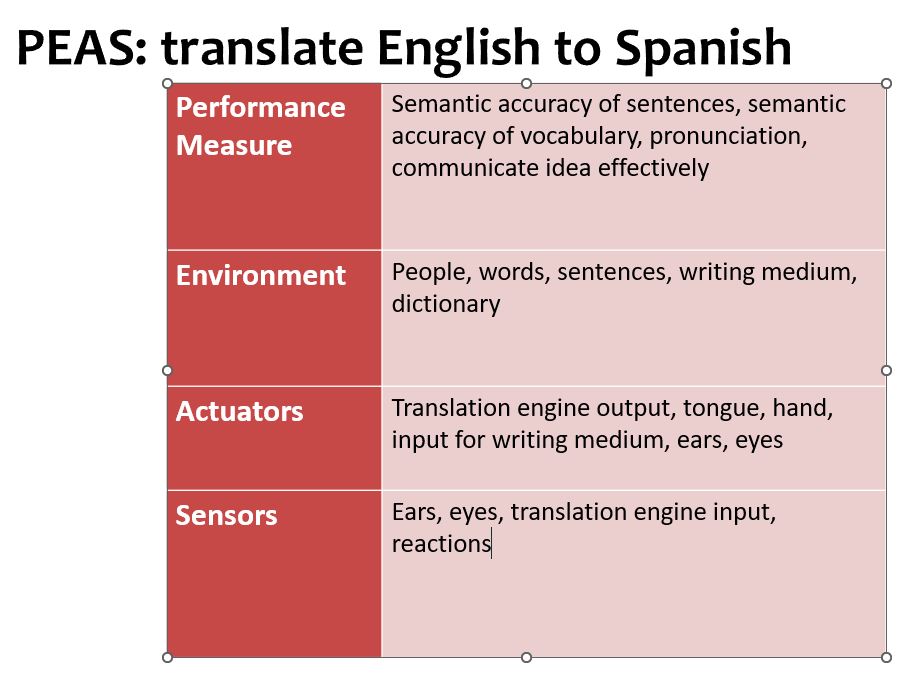 PEAS: translate English to Spanish
Performance
Measure
Semantic accuracy of sentences, semantic
accuracy of vocabulary, pronunciation,
communicate idea effectively
Environment
People, words, sentences, writing medium,
dictionary
Actuators
Translation engine output, tongue, hand,
input for writing medium, ears, eyes
Sensors
Ears, eyes, translation engine input,
reactions